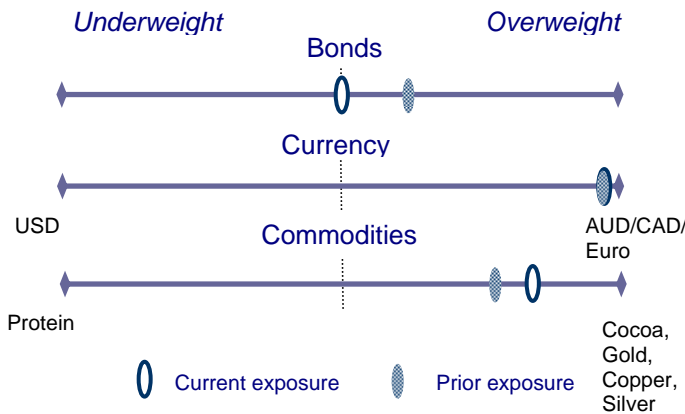 Underweight
Overweight
Bonds
Currency
USD
AUD/CAD/
Euro
Commodities
Protein
Cocoa,
Gold,
Copper,
Silver
Current exposure
Prior exposure